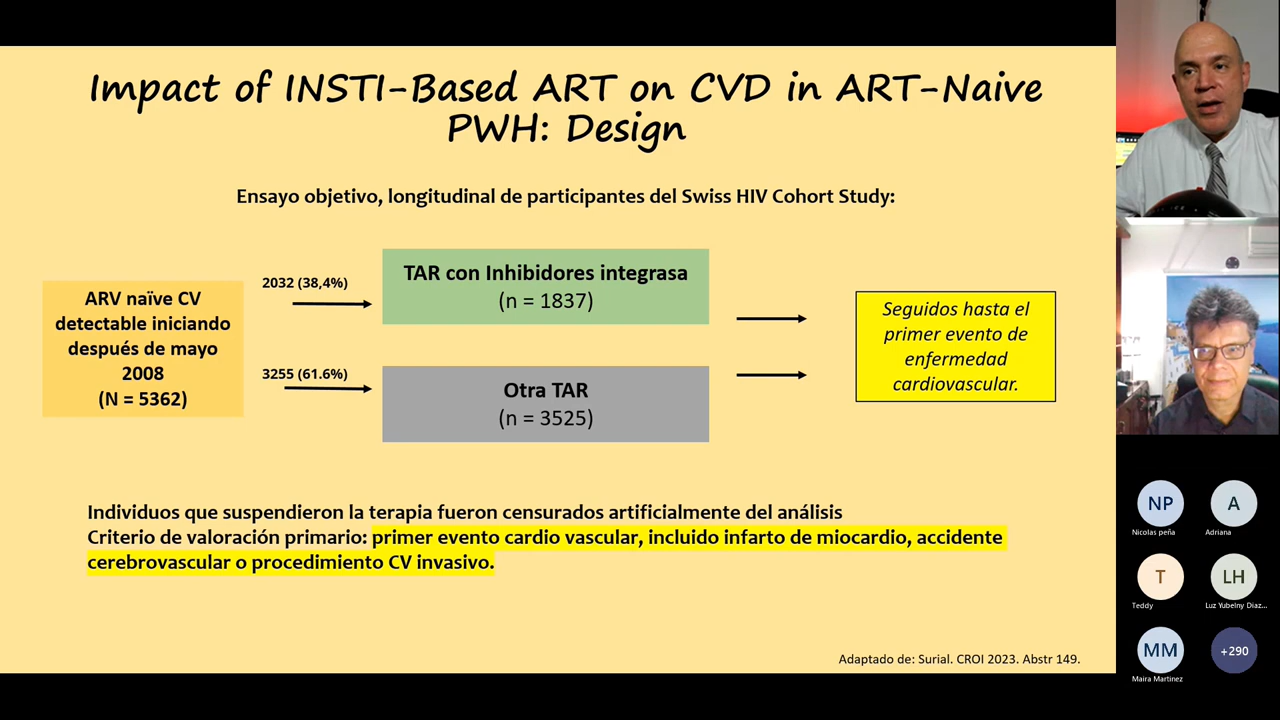 Impact of INSTI-Based ART on CVD in ART-Naive
PWH: Design
Ensayo objetivo, longitudinal de participantes del Swiss HIV Cohort Study:
ARV naïve CV
detectable iniciando
después de mayo
2008
(N = 5362)
2032 (38,4%)
3255 (61.6%)
TAR con Inhibidores integrasa
(n = 1837)
Otra TAR
(n = 3525)
Seguidos hasta el
primer evento de
enfermedad
cardiovascular.
Individuos que suspendieron la terapia fueron censurados artificialmente del análisis
Criterio de valoración primario: primer evento cardio vascular, incluido infarto de miocardio, accidente
cerebrovascular o procedimiento CV invasivo.
Adaptado de: Surial. CROI 2023. Abstr 149.
NP
Nicolas peña
A
Adriana
T
Teddy
LH
Luz Yubelny Diaz...
MM
Maira Martinez
+290